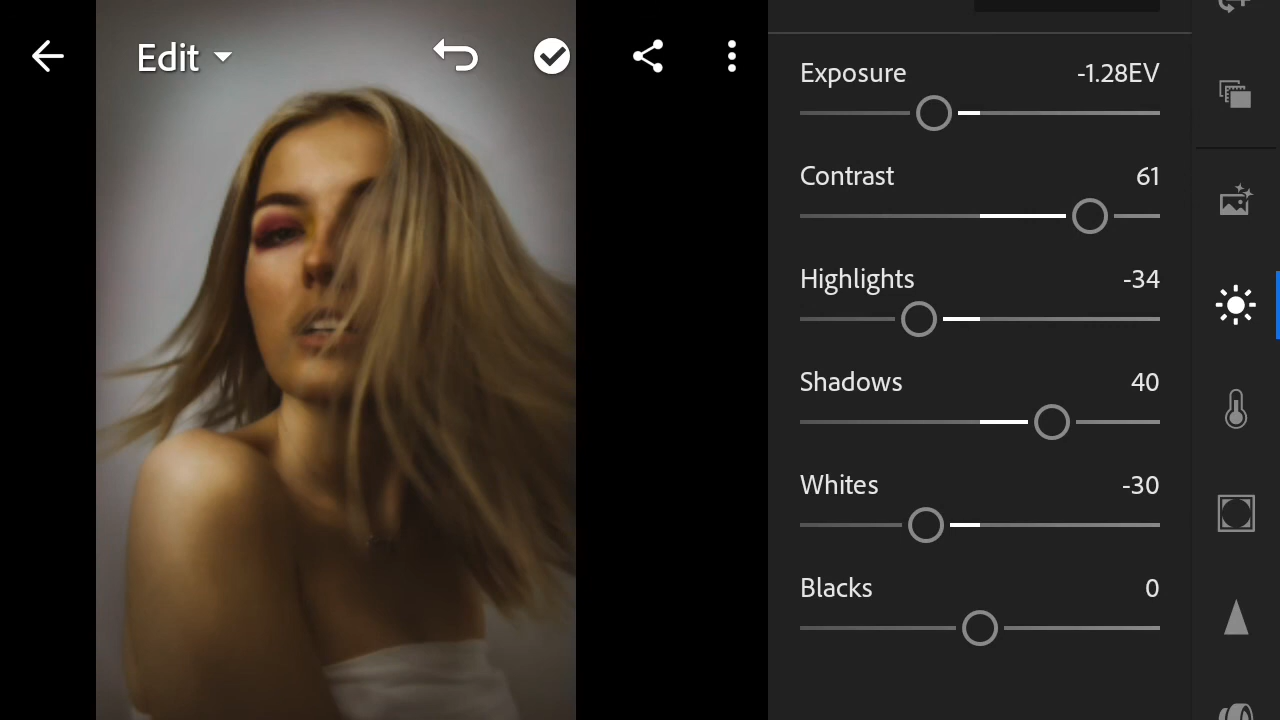 Edit
Exposure -1.28EV
Contrast 61
Highlights -34
Shadows 40
Whites -30
Blacks 0